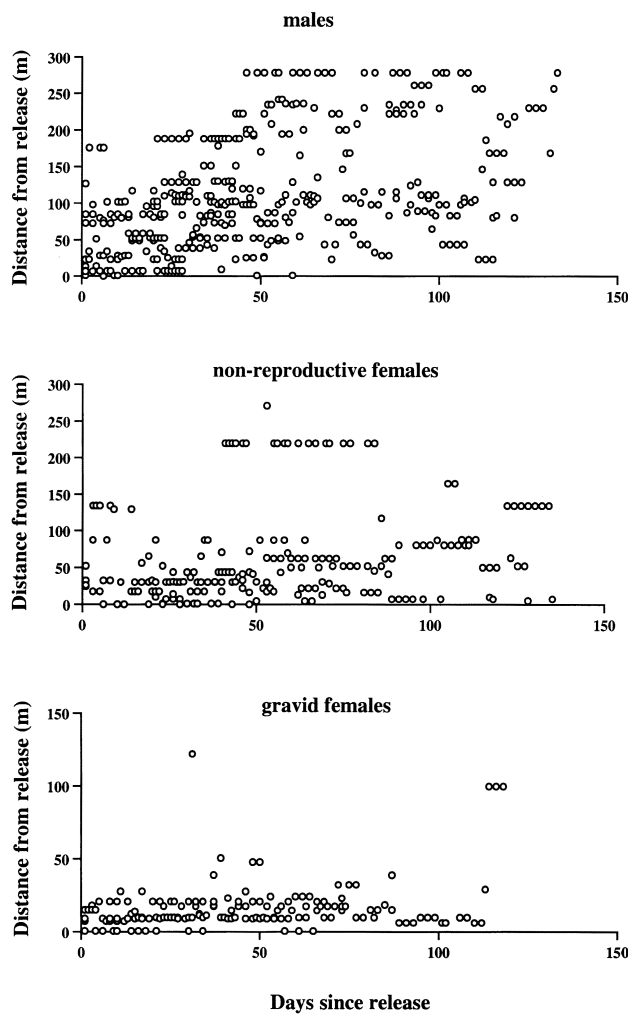 males
Distance from release (m)
300
250
200
150
100
50
0
0 50 100 150
non-reproductive females
Distance from release (m)
300
250
200
150
100
50
0
0 50 100 150
gravid females
Distance from release (m)
150
100
50
0
0 50 100 150
Days since release